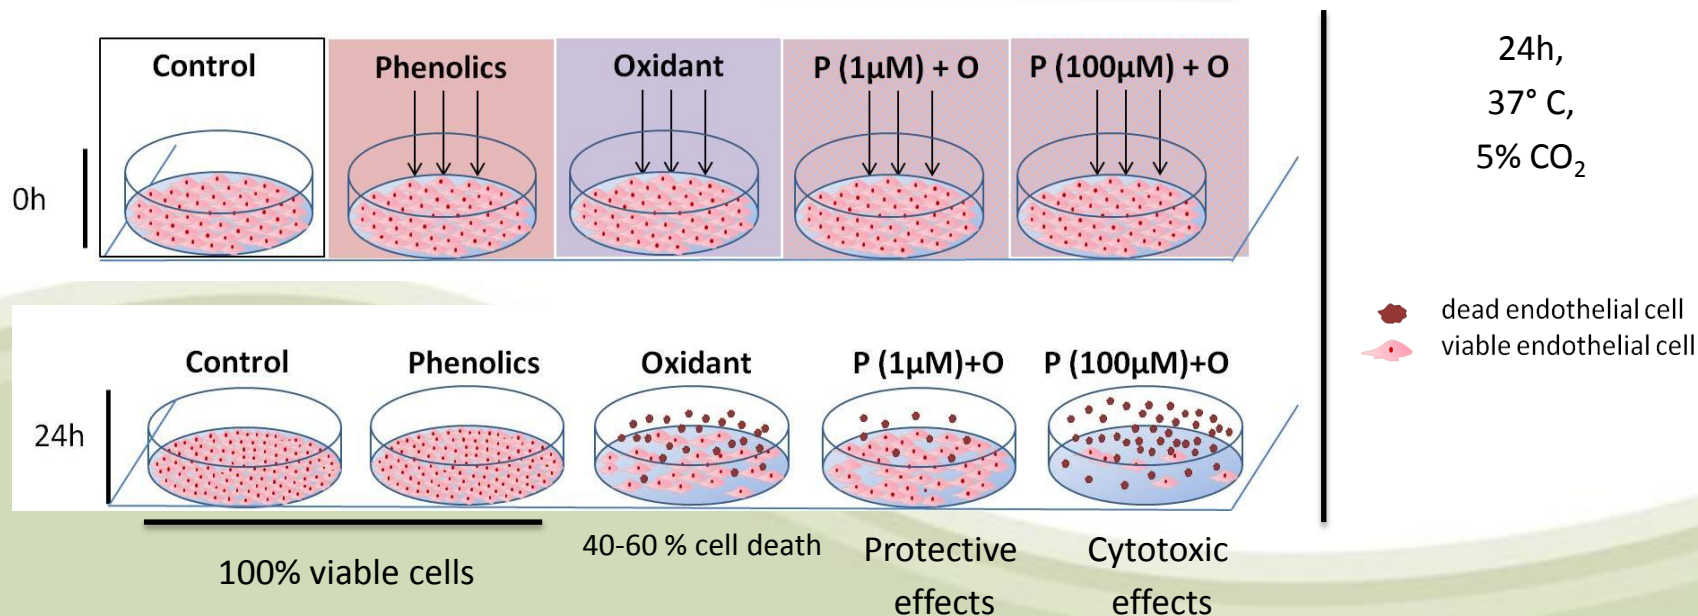 Control
Phenolics
Oxidant
P (1µM) + O
P (100µM) + O
0h
24h,
37° C,
5% CO₂
dead endothelial cell
viable endothelial cell
Control
Phenolics
Oxidant
P (1µM)+O
P (100µM)+O
24h
100% viable cells
40-60 % cell death
Protective
effects
Cytotoxic
effects